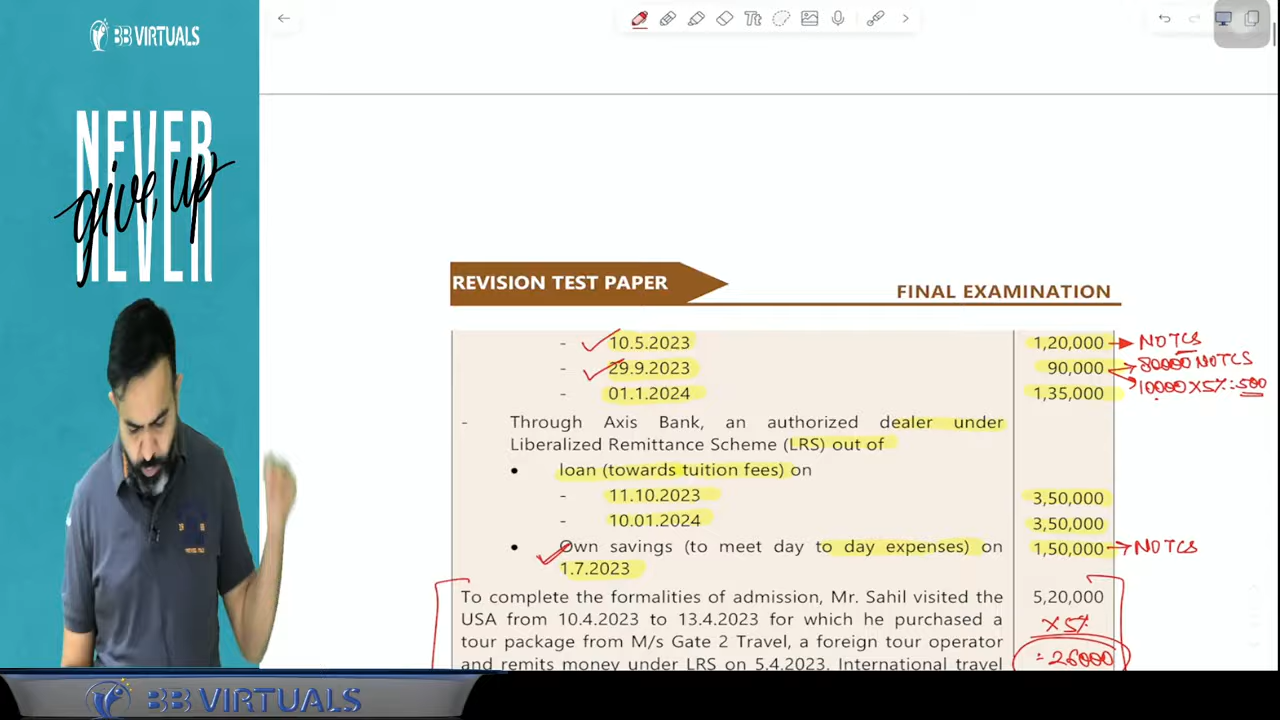 BB VIRTUALS
NEVER
give up
NEVER
REVISION TEST PAPER
FINAL EXAMINATION
- 10.5.2023 1,20,000 → NO TCS
- 29.9.2023 90,000 → 80000 NO TCS
- 01.1.2024 1,35,000 10000 X 5% = 500
- Through Axis Bank, an authorized dealer under
Liberalized Remittance Scheme (LRS) out of
• loan (towards tuition fees) on
- 11.10.2023 3,50,000
- 10.01.2024 3,50,000
• Own savings (to meet day to day expenses) on 1,50,000 → NO TCS
1.7.2023
To complete the formalities of admission, Mr. Sahil visited the 5,20,000
USA from 10.4.2023 to 13.4.2023 for which he purchased a X 5%
tour package from M/s Gate 2 Travel, a foreign tour operator
and remits money under LRS on 5.4.2023. International travel = 26000
BB VIRTUALS